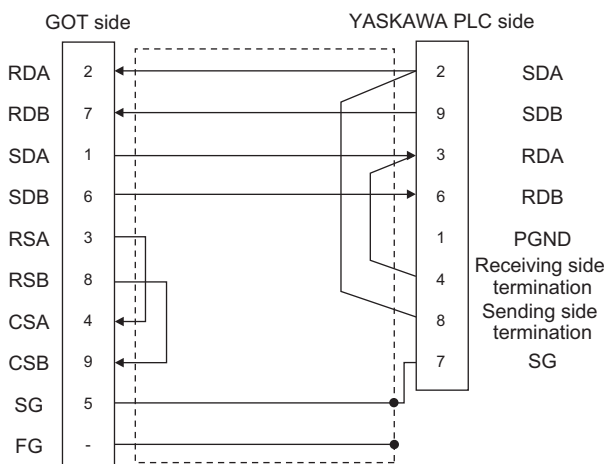 GOT side YASKAWA PLC side
RDA 2 2 SDA
RDB 7 9 SDB
SDA 1 3 RDA
SDB 6 6 RDB
RSA 3 1 PGND
RSB 8 4 Receiving side
termination
CSA 4 8 Sending side
termination
CSB 9 7 SG
SG 5
FG -